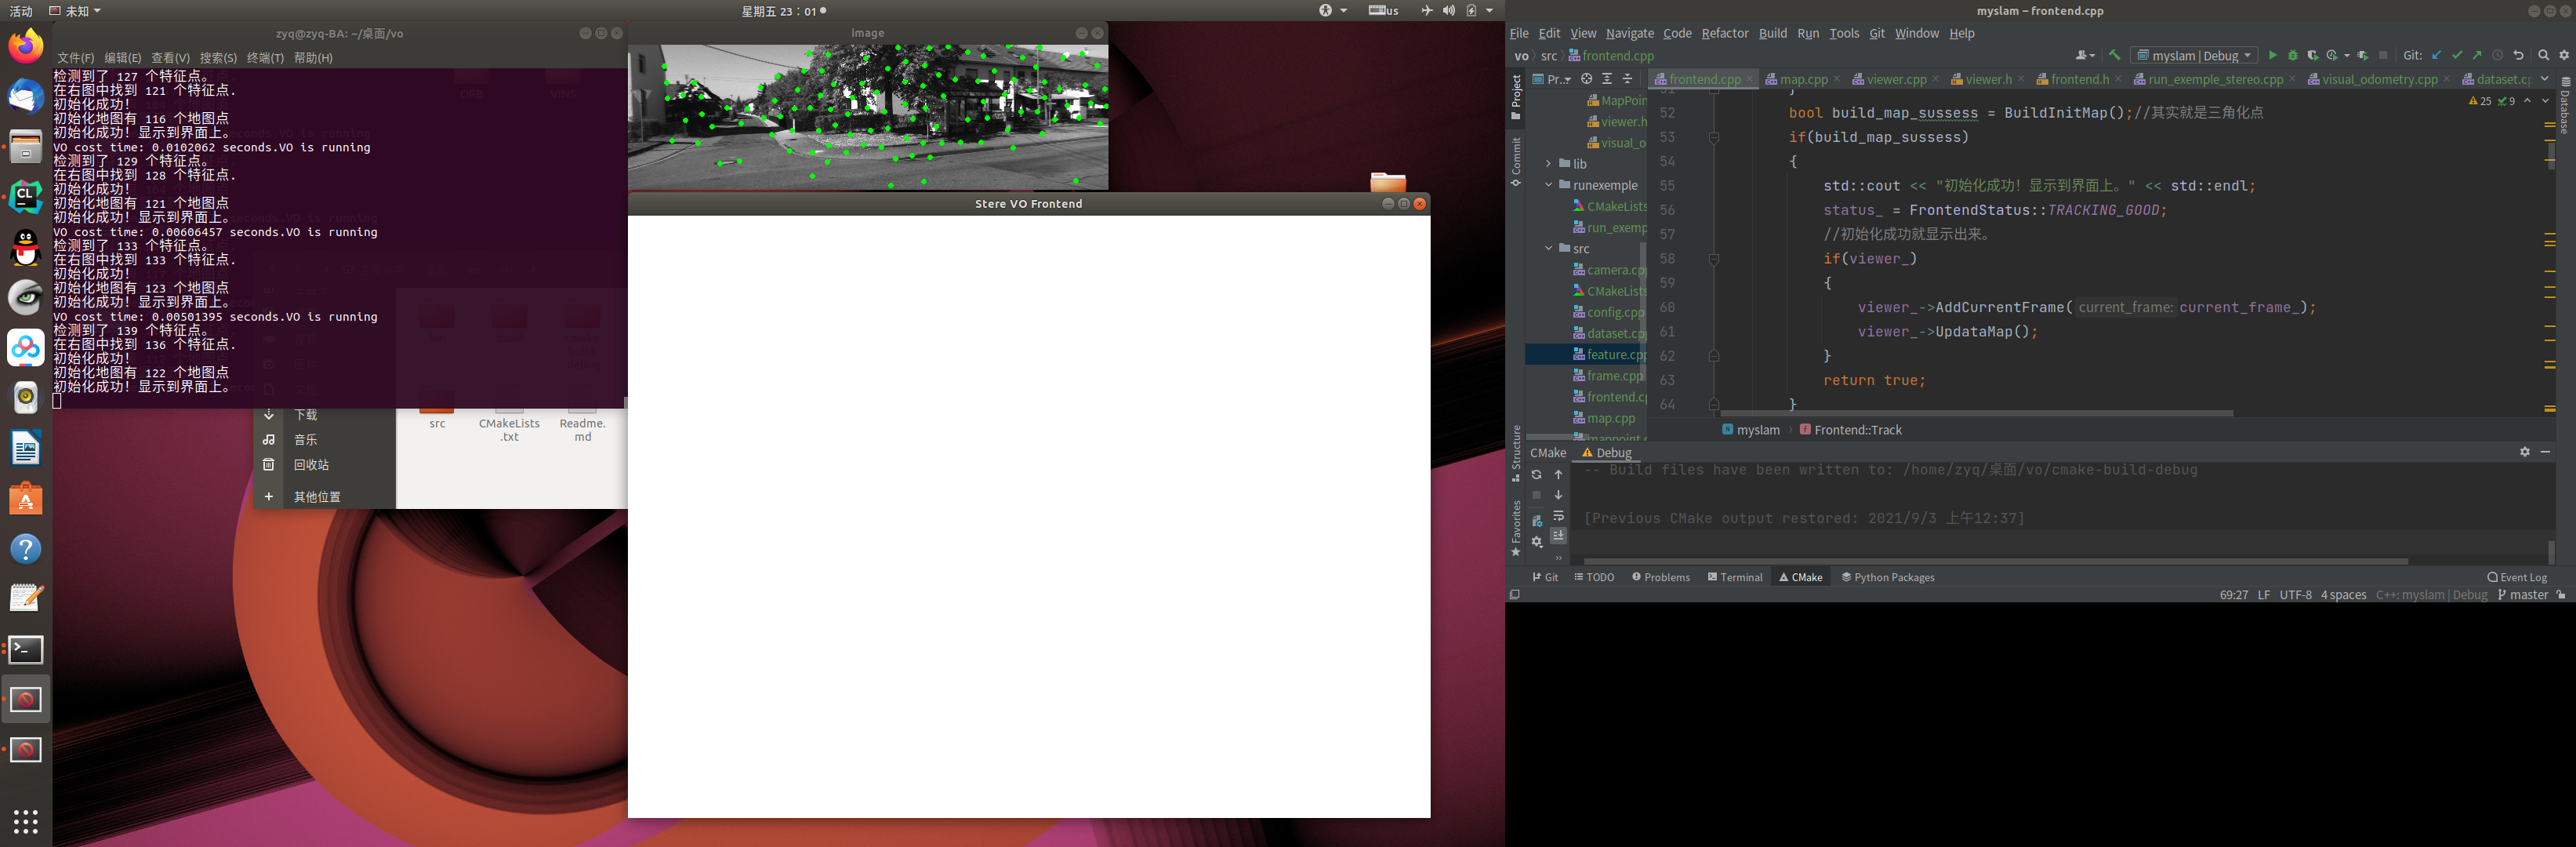 活动
未知
星期五 23：01
us
zyq@zyq-BA: ~/桌面/vo
文件(F) 编辑(E) 查看(V) 搜索(S) 终端(T) 帮助(H)
检测到了 127 个特征点。
在右图中找到 121 个特征点.
初始化成功！
初始化地图有 116 个地图点
初始化成功！显示到界面上。
VO cost time: 0.0102062 seconds.VO is running
检测到了 129 个特征点。
在右图中找到 128 个特征点.
初始化成功！
初始化地图有 121 个地图点
初始化成功！显示到界面上。
VO cost time: 0.00606457 seconds.VO is running
检测到了 133 个特征点。
在右图中找到 133 个特征点.
初始化成功！
初始化地图有 123 个地图点
初始化成功！显示到界面上。
VO cost time: 0.00501395 seconds.VO is running
检测到了 139 个特征点。
在右图中找到 136 个特征点.
初始化成功！
初始化地图有 122 个地图点
初始化成功！显示到界面上。
ORB
VINS
下载
音乐
回收站
其他位置
src
CMakeLists
.txt
Readme.
md
Image
Stere VO Frontend
myslam – frontend.cpp
File Edit View Navigate Code Refactor Build Run Tools Git Window Help
vo src frontend.cpp
myslam | Debug
Git:
Pr...
frontend.cpp
map.cpp
viewer.cpp
viewer.h
frontend.h
run_exemple_stereo.cpp
visual_odometry.cpp
dataset.c
Project
Commit
Structure
Favorites
Database
MapPoin
viewer.h
visual_o
lib
runexemple
CMakeLists
run_exemp
src
camera.cp
CMakeLists
config.cpp
dataset.cp
feature.cpp
frame.cpp
frontend.c
map.cpp
mappoint.c
25 9
51 }
52 bool build_map_sussess = BuildInitMap();//其实就是三角化点
53 if(build_map_sussess)
54 {
55 std::cout << "初始化成功！显示到界面上。" << std::endl;
56 status_ = FrontendStatus::TRACKING_GOOD;
57 //初始化成功就显示出来。
58 if(viewer_)
59 {
60 viewer_->AddCurrentFrame( current_frame: current_frame_);
61 viewer_->UpdataMap();
62 }
63 return true;
64 }
myslam Frontend::Track
CMake Debug
-- Build files have been written to: /home/zyq/桌面/vo/cmake-build-debug
[Previous CMake output restored: 2021/9/3 上午12:37]
Git TODO Problems Terminal CMake Python Packages
Event Log
69:27 LF UTF-8 4 spaces C++: myslam | Debug master